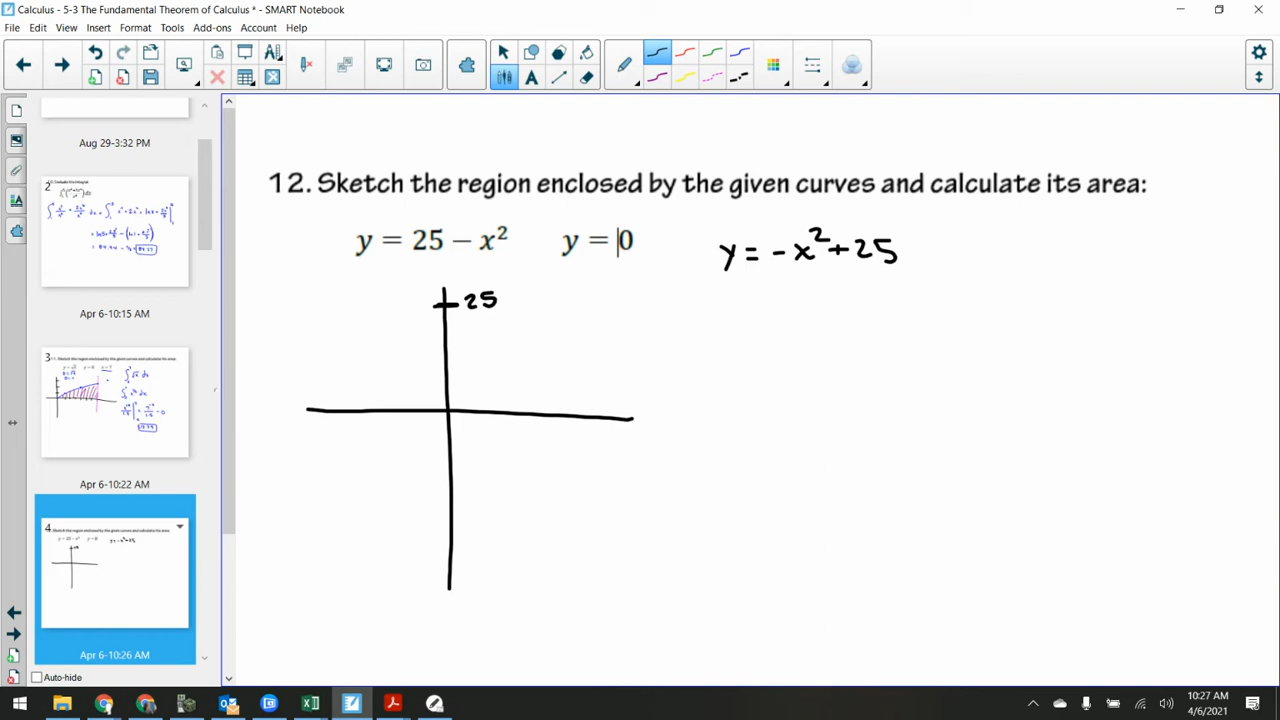 Calculus - 5-3 The Fundamental Theorem of Calculus * - SMART Notebook
File Edit View Insert Format Tools Add-ons Account Help
Aug 29-3:32 PM
2
Apr 6-10:15 AM
3
Apr 6-10:22 AM
4
Apr 6-10:26 AM
Auto-hide
12. Sketch the region enclosed by the given curves and calculate its area:
y = 25 − x² y = 0 y = -x²+25
25
10:27 AM
4/6/2021